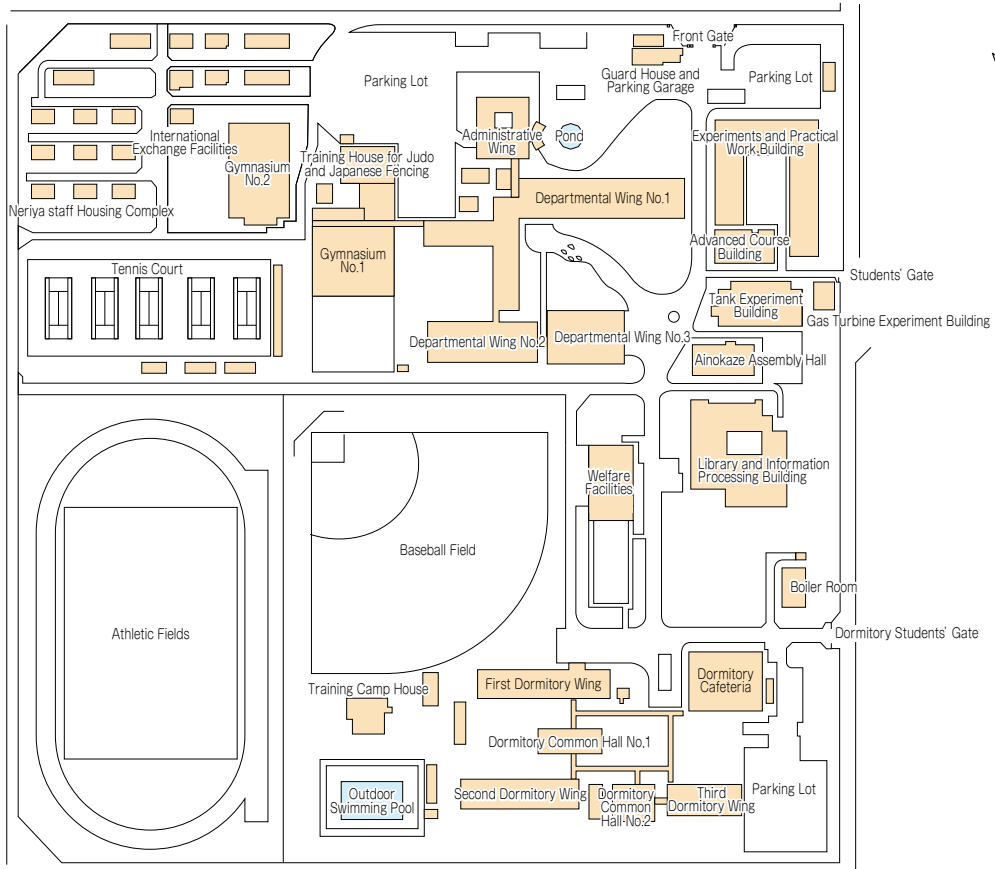 Front Gate
Parking Lot
Guard House and
Parking Garage
Parking Lot
International
Exchange Facilities
Gymnasium
No.2
Training House for Judo
and Japanese Fencing
Administrative
Wing
Pond
Experiments and Practical
Work Building
Departmental Wing No.1
Neriya staff Housing Complex
Gymnasium
No.1
Advanced Course
Building
Tennis Court
Students' Gate
Tank Experiment
Building
Gas Turbine Experiment Building
Departmental Wing No.2
Departmental Wing No.3
Ainokaze Assembly Hall
Welfare
Facilities
Library and Information
Processing Building
Baseball Field
Boiler Room
Athletic Fields
Dormitory Students' Gate
Training Camp House
First Dormitory Wing
Dormitory
Cafeteria
Dormitory Common Hall No.1
Outdoor
Swimming Pool
Second Dormitory Wing
Dormitory
Common
Hall No.2
Third
Dormitory Wing
Parking Lot